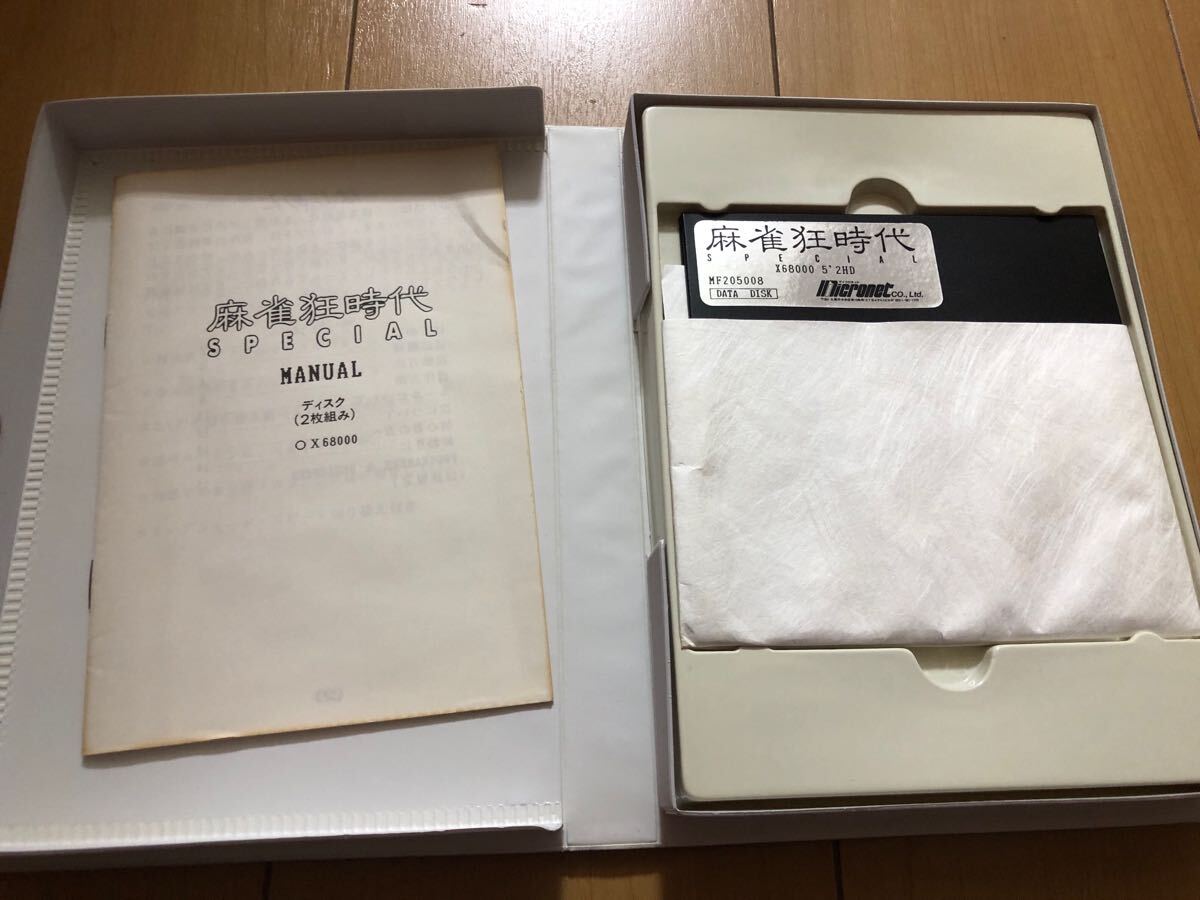 麻雀狂時代
SPECIAL
MANUAL
ディスク
(2枚組み)
○X68000
麻雀狂時代
SPECIAL
X68000 5"2HD
MF205008
DATA DISK
Micronet CO., Ltd.